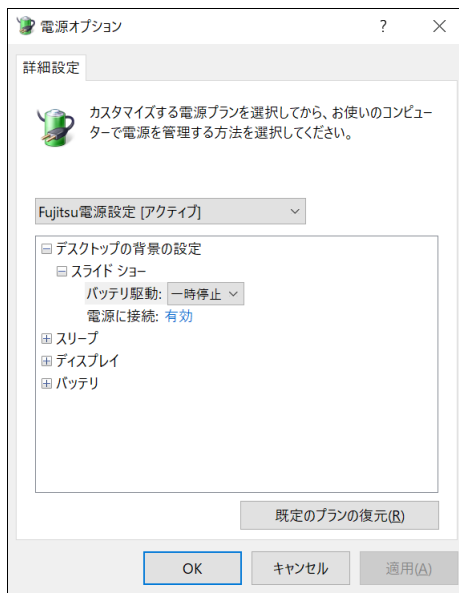 電源オプション
詳細設定
カスタマイズする電源プランを選択してから、お使いのコンピュー
ターで電源を管理する方法を選択してください。
Fujitsu電源設定 [アクティブ]
デスクトップの背景の設定
スライド ショー
バッテリ駆動: 一時停止
電源に接続: 有効
スリープ
ディスプレイ
バッテリ
既定のプランの復元(R)
OK キャンセル 適用(A)